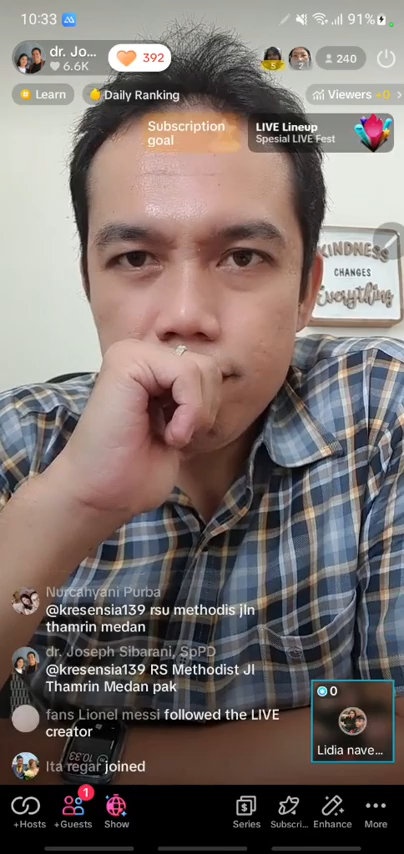 10:33
91%
dr. Jo...
6.6K
392
5
2
240
Learn
Daily Ranking
Viewers +0 >
Subscription
goal
LIVE Lineup
Spesial LIVE Fest
KINDNESS
CHANGES
Everything
Nurcahyani Purba
@kresensia139 rsu methodis jln
thamrin medan
dr. Joseph Sibarani, SpPD
@kresensia139 RS Methodist Jl
Thamrin Medan pak
fans Lionel messi followed the LIVE
creator
Ita regar joined
10:33
0
Lidia nave...
1
+Hosts
+Guests
Show
Series
Subscri...
Enhance
More